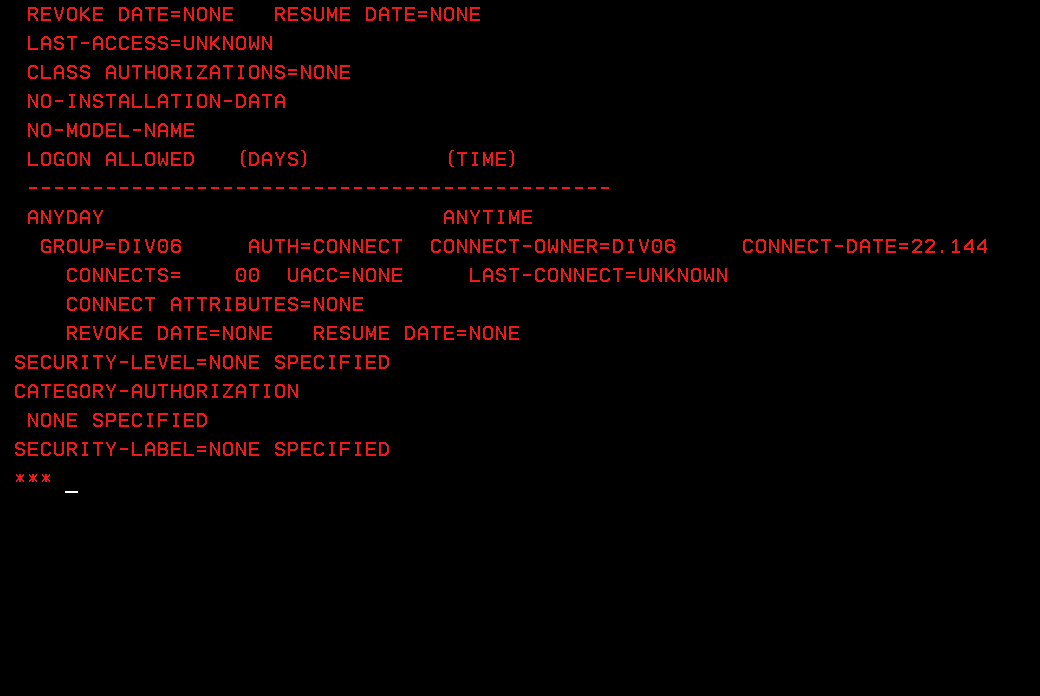 REVOKE DATE=NONE   RESUME DATE=NONE
LAST-ACCESS=UNKNOWN
CLASS AUTHORIZATIONS=NONE
NO-INSTALLATION-DATA
NO-MODEL-NAME
LOGON ALLOWED   (DAYS)          (TIME)
---------------------------------------------
ANYDAY                          ANYTIME
 GROUP=DIV06     AUTH=CONNECT  CONNECT-OWNER=DIV06     CONNECT-DATE=22.144
   CONNECTS=    00  UACC=NONE     LAST-CONNECT=UNKNOWN
   CONNECT ATTRIBUTES=NONE
   REVOKE DATE=NONE   RESUME DATE=NONE
SECURITY-LEVEL=NONE SPECIFIED
CATEGORY-AUTHORIZATION
 NONE SPECIFIED
SECURITY-LABEL=NONE SPECIFIED
*** _